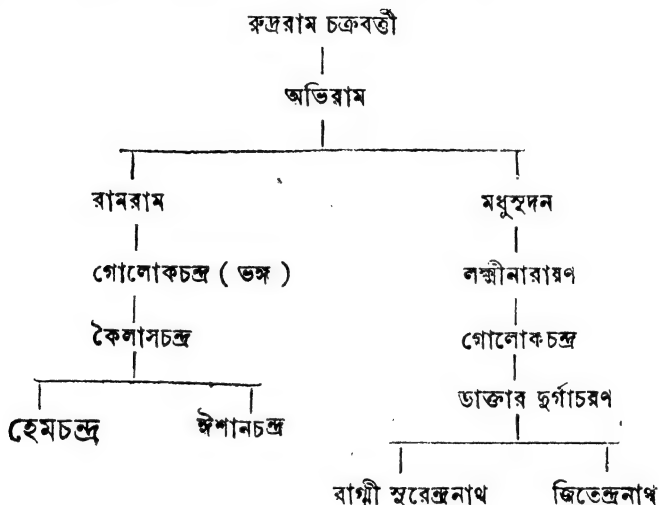 রুদ্ররাম চক্রবর্ত্তী
অভিরাম
রামরাম মধুসূদন
গোলোকচন্দ্র ( ভঙ্গ ) লক্ষ্মীনারায়ণ
কৈলাসচন্দ্র গোলোকচন্দ্র
ডাক্তার দুর্গাচরণ
হেমচন্দ্র ঈশানচন্দ্র
বাগ্মী সুরেন্দ্রনাথ জিতেন্দ্রনাথ